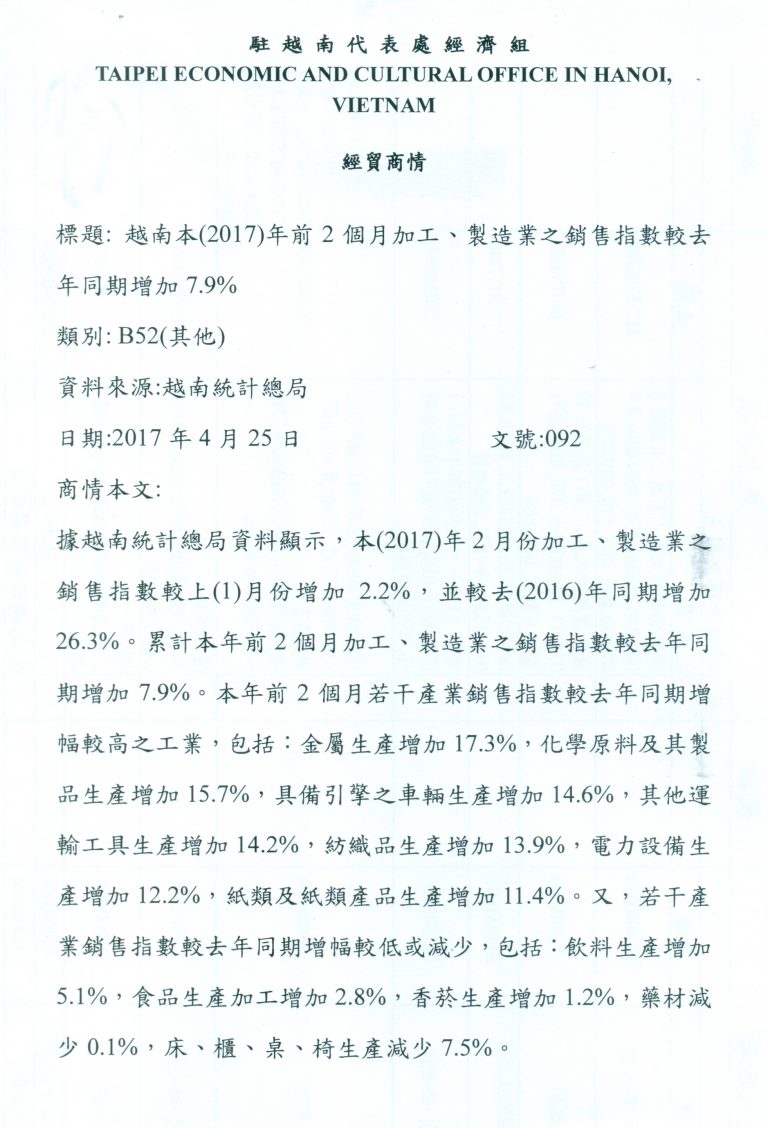 駐越南代表處經濟組
TAIPEI ECONOMIC AND CULTURAL OFFICE IN HANOI,
VIETNAM
經貿商情
標題: 越南本(2017)年前 2 個月加工、製造業之銷售指數較去
年同期增加 7.9%
類別: B52(其他)
資料來源:越南統計總局
日期:2017 年 4 月 25 日 文號:092
商情本文:
據越南統計總局資料顯示，本(2017)年 2 月份加工、製造業之
銷售指數較上(1)月份增加 2.2%，並較去(2016)年同期增加
26.3%。累計本年前 2 個月加工、製造業之銷售指數較去年同
期增加 7.9%。本年前 2 個月若干產業銷售指數較去年同期增
幅較高之工業，包括：金屬生產增加 17.3%，化學原料及其製
品生產增加 15.7%，具備引擎之車輛生產增加 14.6%，其他運
輸工具生產增加 14.2%，紡織品生產增加 13.9%，電力設備生
產增加 12.2%，紙類及紙類產品生產增加 11.4%。又，若干產
業銷售指數較去年同期增幅較低或減少，包括：飲料生產增加
5.1%，食品生產加工增加 2.8%，香菸生產增加 1.2%，藥材減
少 0.1%，床、櫃、桌、椅生產減少 7.5%。